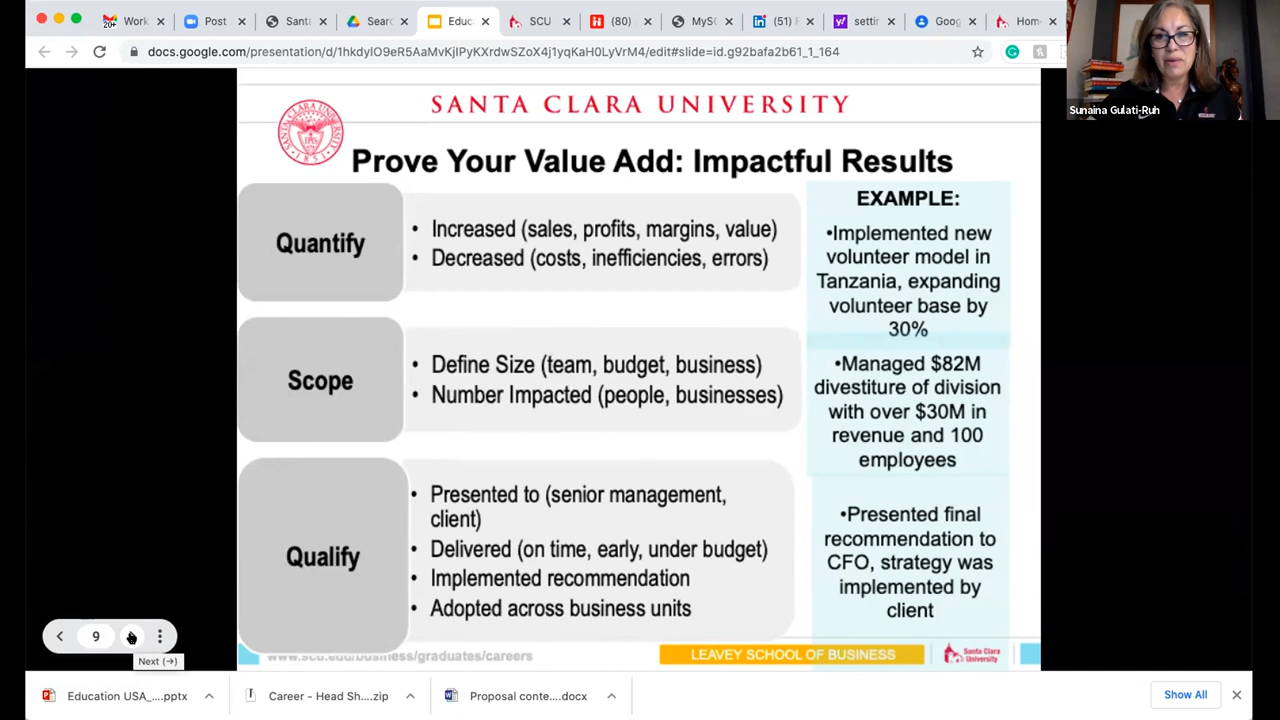 Work
Post
Santa
Searc
Educ
SCU
(80)
MySC
(51)
settin
Goog
Home
20+
docs.google.com/presentation/d/1hkdyIO9eR5AaMvKlPyKXrdwSZoX4j1yqKaH0LyVrM4/edit#slide=id.g92bafa2b61_1_164
Sunaina Gulati-Ruh
SANTA CLARA UNIVERSITY
Prove Your Value Add: Impactful Results
Quantify
• Increased (sales, profits, margins, value)
• Decreased (costs, inefficiencies, errors)
Scope
• Define Size (team, budget, business)
• Number Impacted (people, businesses)
Qualify
• Presented to (senior management,
client)
• Delivered (on time, early, under budget)
• Implemented recommendation
• Adopted across business units
EXAMPLE:
•Implemented new
volunteer model in
Tanzania, expanding
volunteer base by
30%
•Managed $82M
divestiture of division
with over $30M in
revenue and 100
employees
•Presented final
recommendation to
CFO, strategy was
implemented by
client
9
Next (→)
www.scu.edu/business/graduates/careers
LEAVEY SCHOOL OF BUSINESS
Santa Clara
University
Education USA_....pptx
Career - Head Sh....zip
Proposal conte....docx
Show All